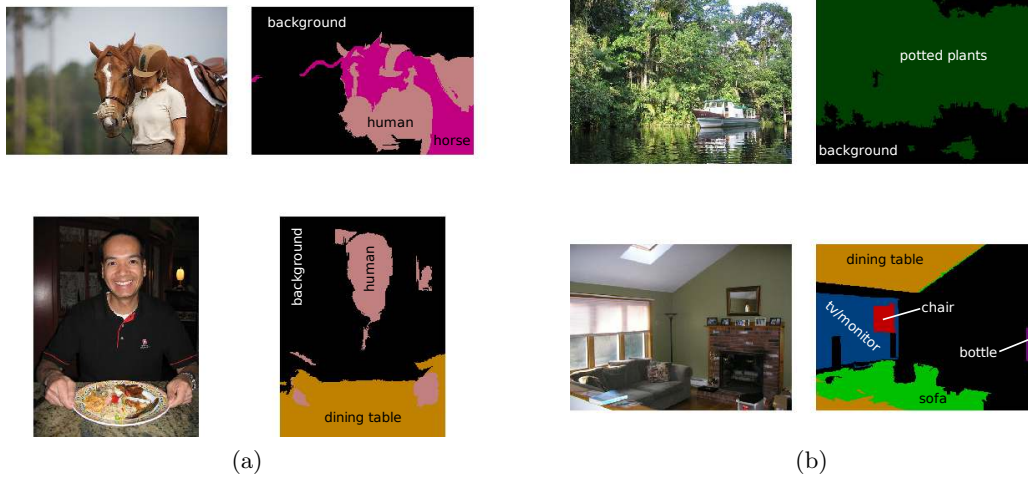 background
human
horse
potted plants
background
background
human
dining table
dining table
tv/monitor
chair
bottle
sofa
(a)
(b)